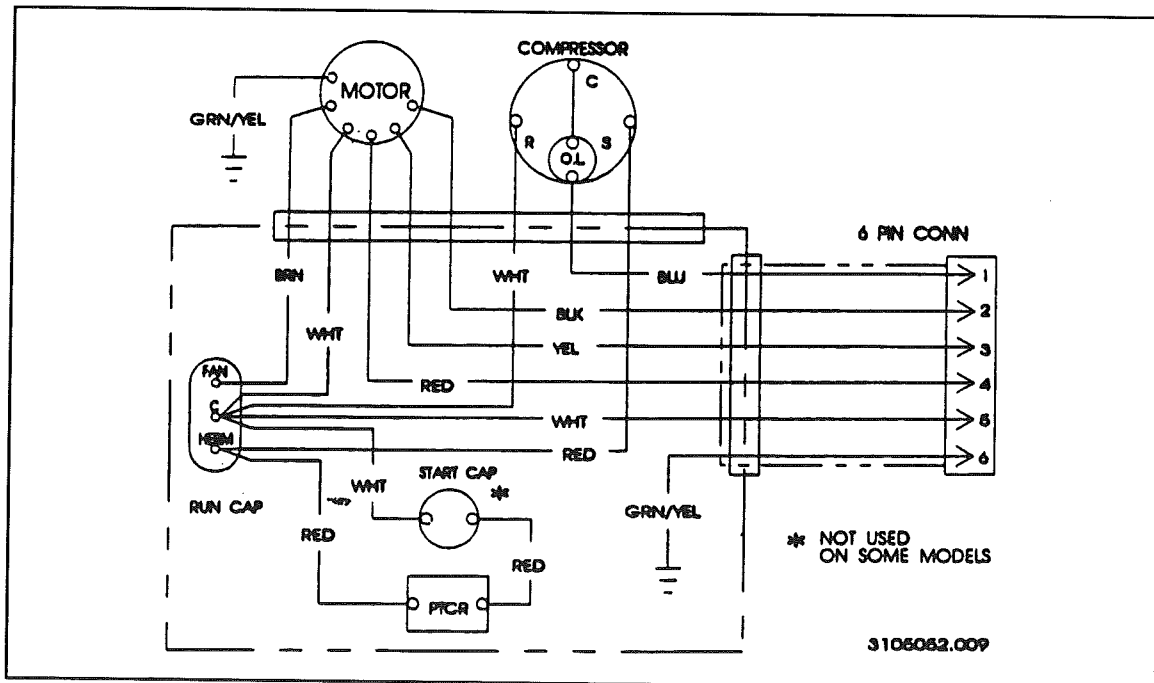 COMPRESSOR
MOTOR
C
GRN/YEL
R
S
O.L
6 PIN CONN
BRN
WHT
BLU
1
BLK
2
WHT
YEL
3
FAN
RED
4
C
WHT
5
HERM
RED
6
START CAP
WHT
*
RUN CAP
GRN/YEL
RED
* NOT USED
ON SOME MODELS
RED
PTCR
3105052.009